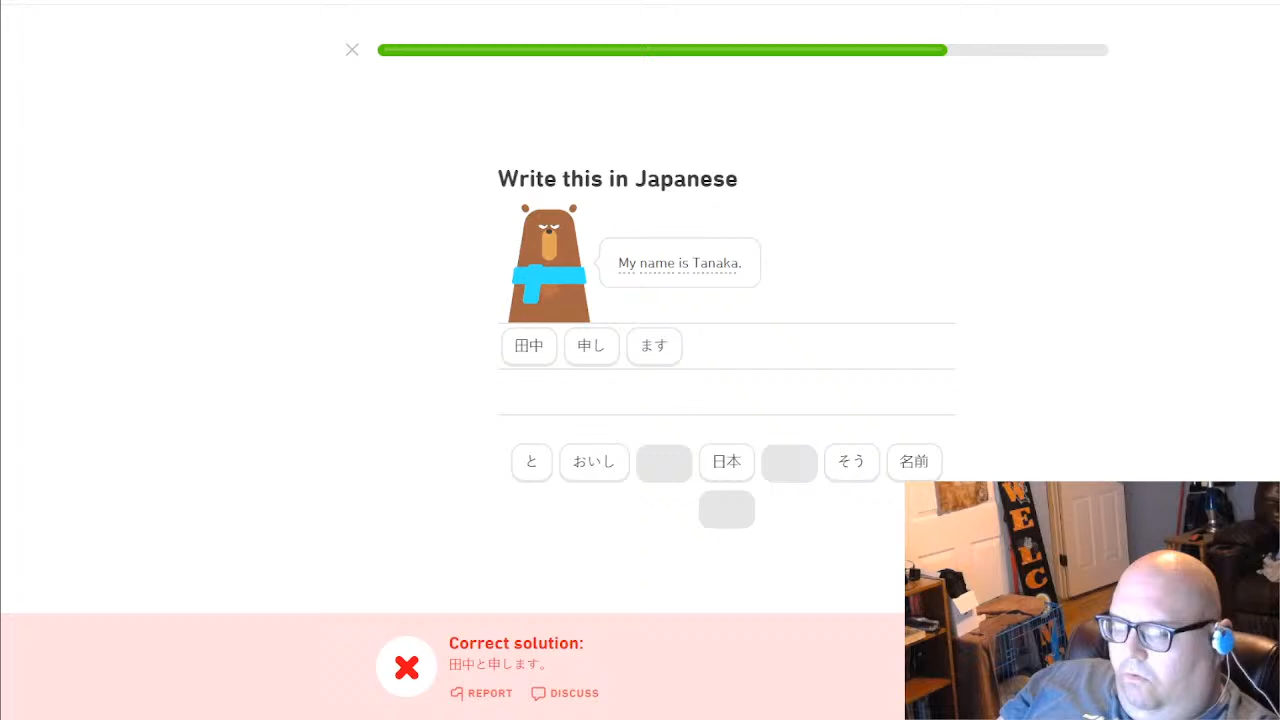 Write this in Japanese
My name is Tanaka.
田中 申し ます
と おいし 日本 そう 名前
WELC
Correct solution:
田中と申します。
REPORT DISCUSS